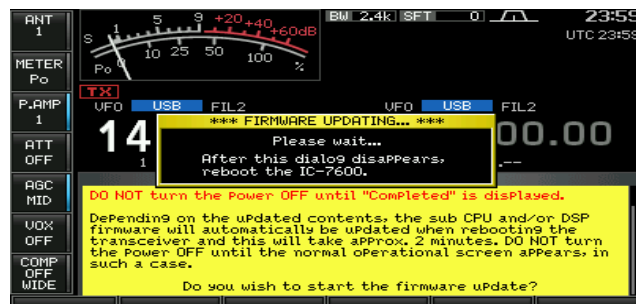 ANT
1
5 9 +20 +40 +60dB
S 1
Po 10 25 50 100 %
BW 2.4k SFT 0
23:59
UTC 23:59
METER
Po
TX
P.AMP
1
VFO USB FIL2
VFO USB FIL2
14
00.00
1
-.--
*** FIRMWARE UPDATING... ***
Please wait...
After this dialog disappears,
reboot the IC-7600.
ATT
OFF
AGC
MID
VOX
OFF
COMP
OFF
WIDE
DO NOT turn the Power OFF until "Completed" is displayed.
Depending on the updated contents, the sub CPU and/or DSP
firmware will automatically be updated when rebooting the
transceiver and this will take approx. 2 minutes. DO NOT turn
the Power OFF until the normal operational screen appears, in
such a case.
Do you wish to start the firmware update?